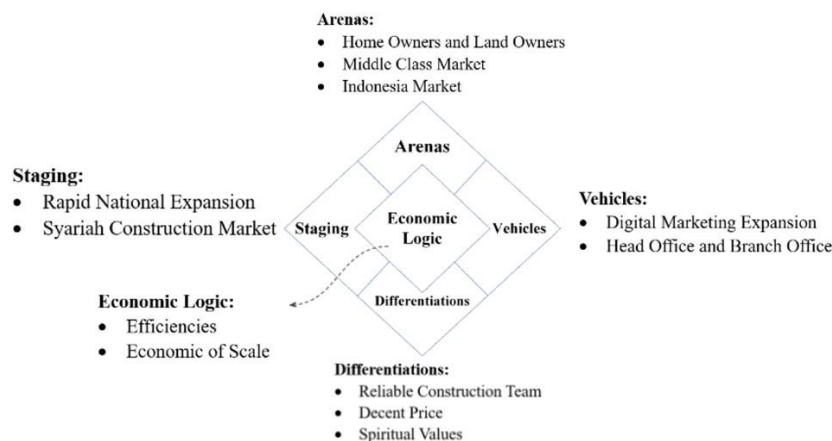 Arenas:
• Home Owners and Land Owners
• Middle Class Market
• Indonesia Market
Arenas
Staging:
• Rapid National Expansion
• Syariah Construction Market
Staging
Economic
Logic
Vehicles
Vehicles:
• Digital Marketing Expansion
• Head Office and Branch Office
Differentiations
Economic Logic:
• Efficiencies
• Economic of Scale
Differentiations:
• Reliable Construction Team
• Decent Price
• Spiritual Values